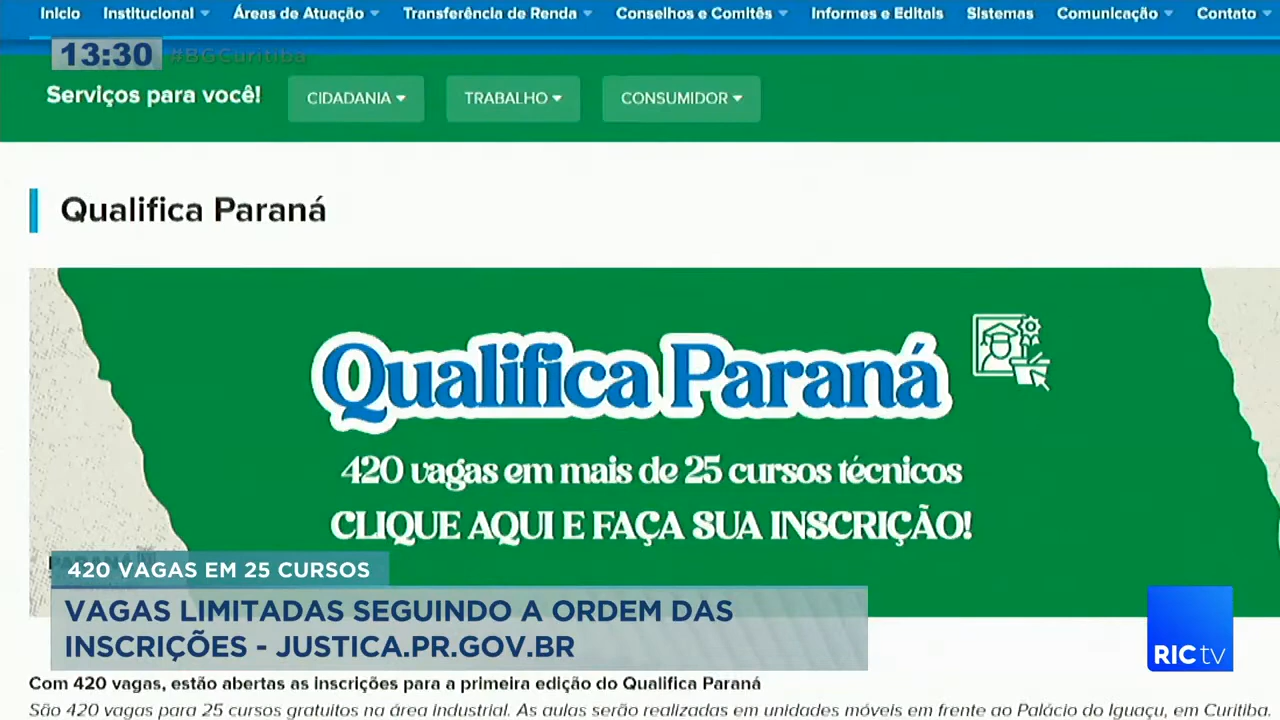 Início Institucional Áreas de Atuação Transferência de Renda Conselhos e Comitês Informes e Editais Sistemas Comunicação Contato
13:30 #BGCuritiba
Serviços para você! CIDADANIA TRABALHO CONSUMIDOR
Qualifica Paraná
Qualifica Paraná
420 vagas em mais de 25 cursos técnicos
CLIQUE AQUI E FAÇA SUA INSCRIÇÃO!
420 VAGAS EM 25 CURSOS
VAGAS LIMITADAS SEGUINDO A ORDEM DAS
INSCRIÇÕES - JUSTICA.PR.GOV.BR
RIC tv
Com 420 vagas, estão abertas as inscrições para a primeira edição do Qualifica Paraná
São 420 vagas para 25 cursos gratuitos na área industrial. As aulas serão realizadas em unidades móveis em frente ao Palácio do Iguaçu, em Curitiba.